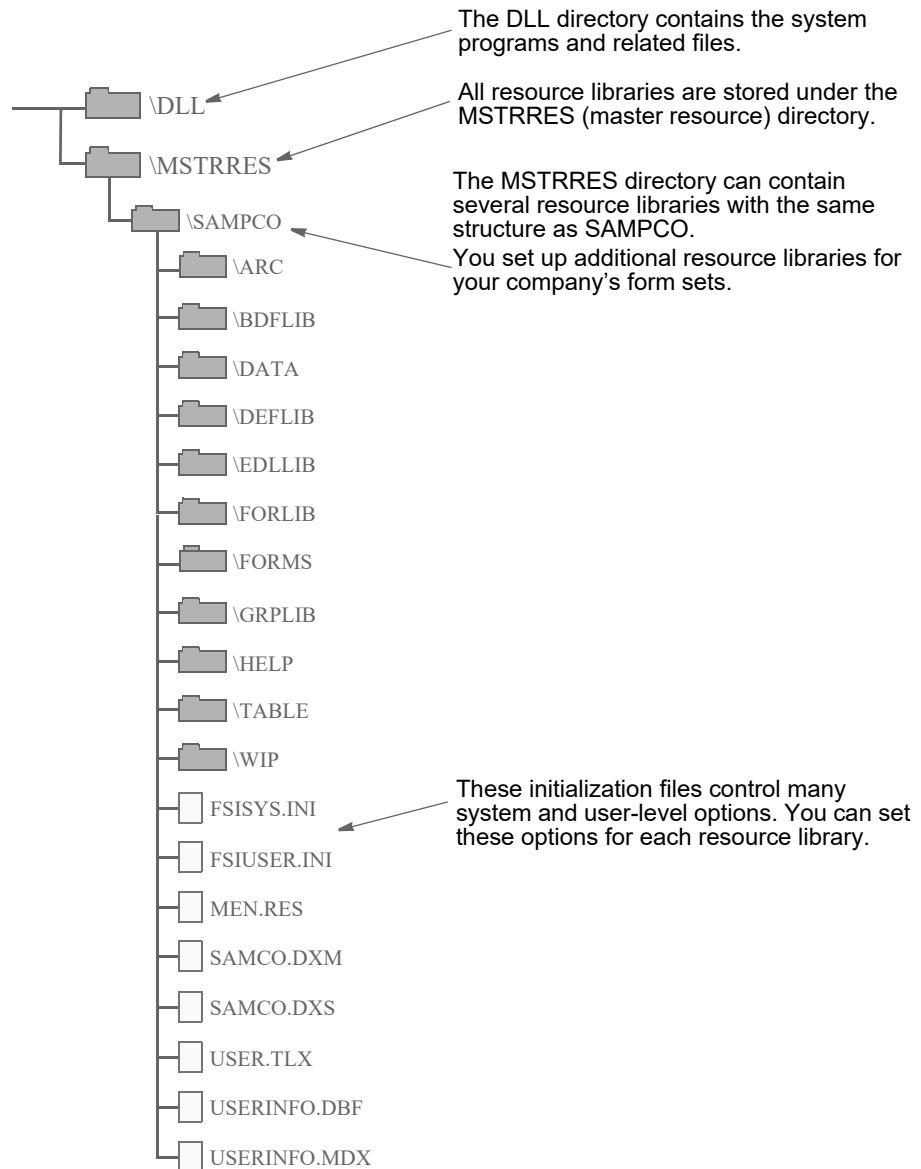 The DLL directory contains the system
programs and related files.
\DLL
All resource libraries are stored under the
MSTRRES (master resource) directory.
\MSTRRES
The MSTRRES directory can contain
several resource libraries with the same
structure as SAMPCO.
\SAMPCO
You set up additional resource libraries for
your company’s form sets.
\ARC
\BDFLIB
\DATA
\DEFLIB
\EDLLIB
\FORLIB
\FORMS
\GRPLIB
\HELP
\TABLE
\WIP
These initialization files control many
system and user-level options. You can set
these options for each resource library.
FSISYS.INI
FSIUSER.INI
MEN.RES
SAMCO.DXM
SAMCO.DXS
USER.TLX
USERINFO.DBF
USERINFO.MDX